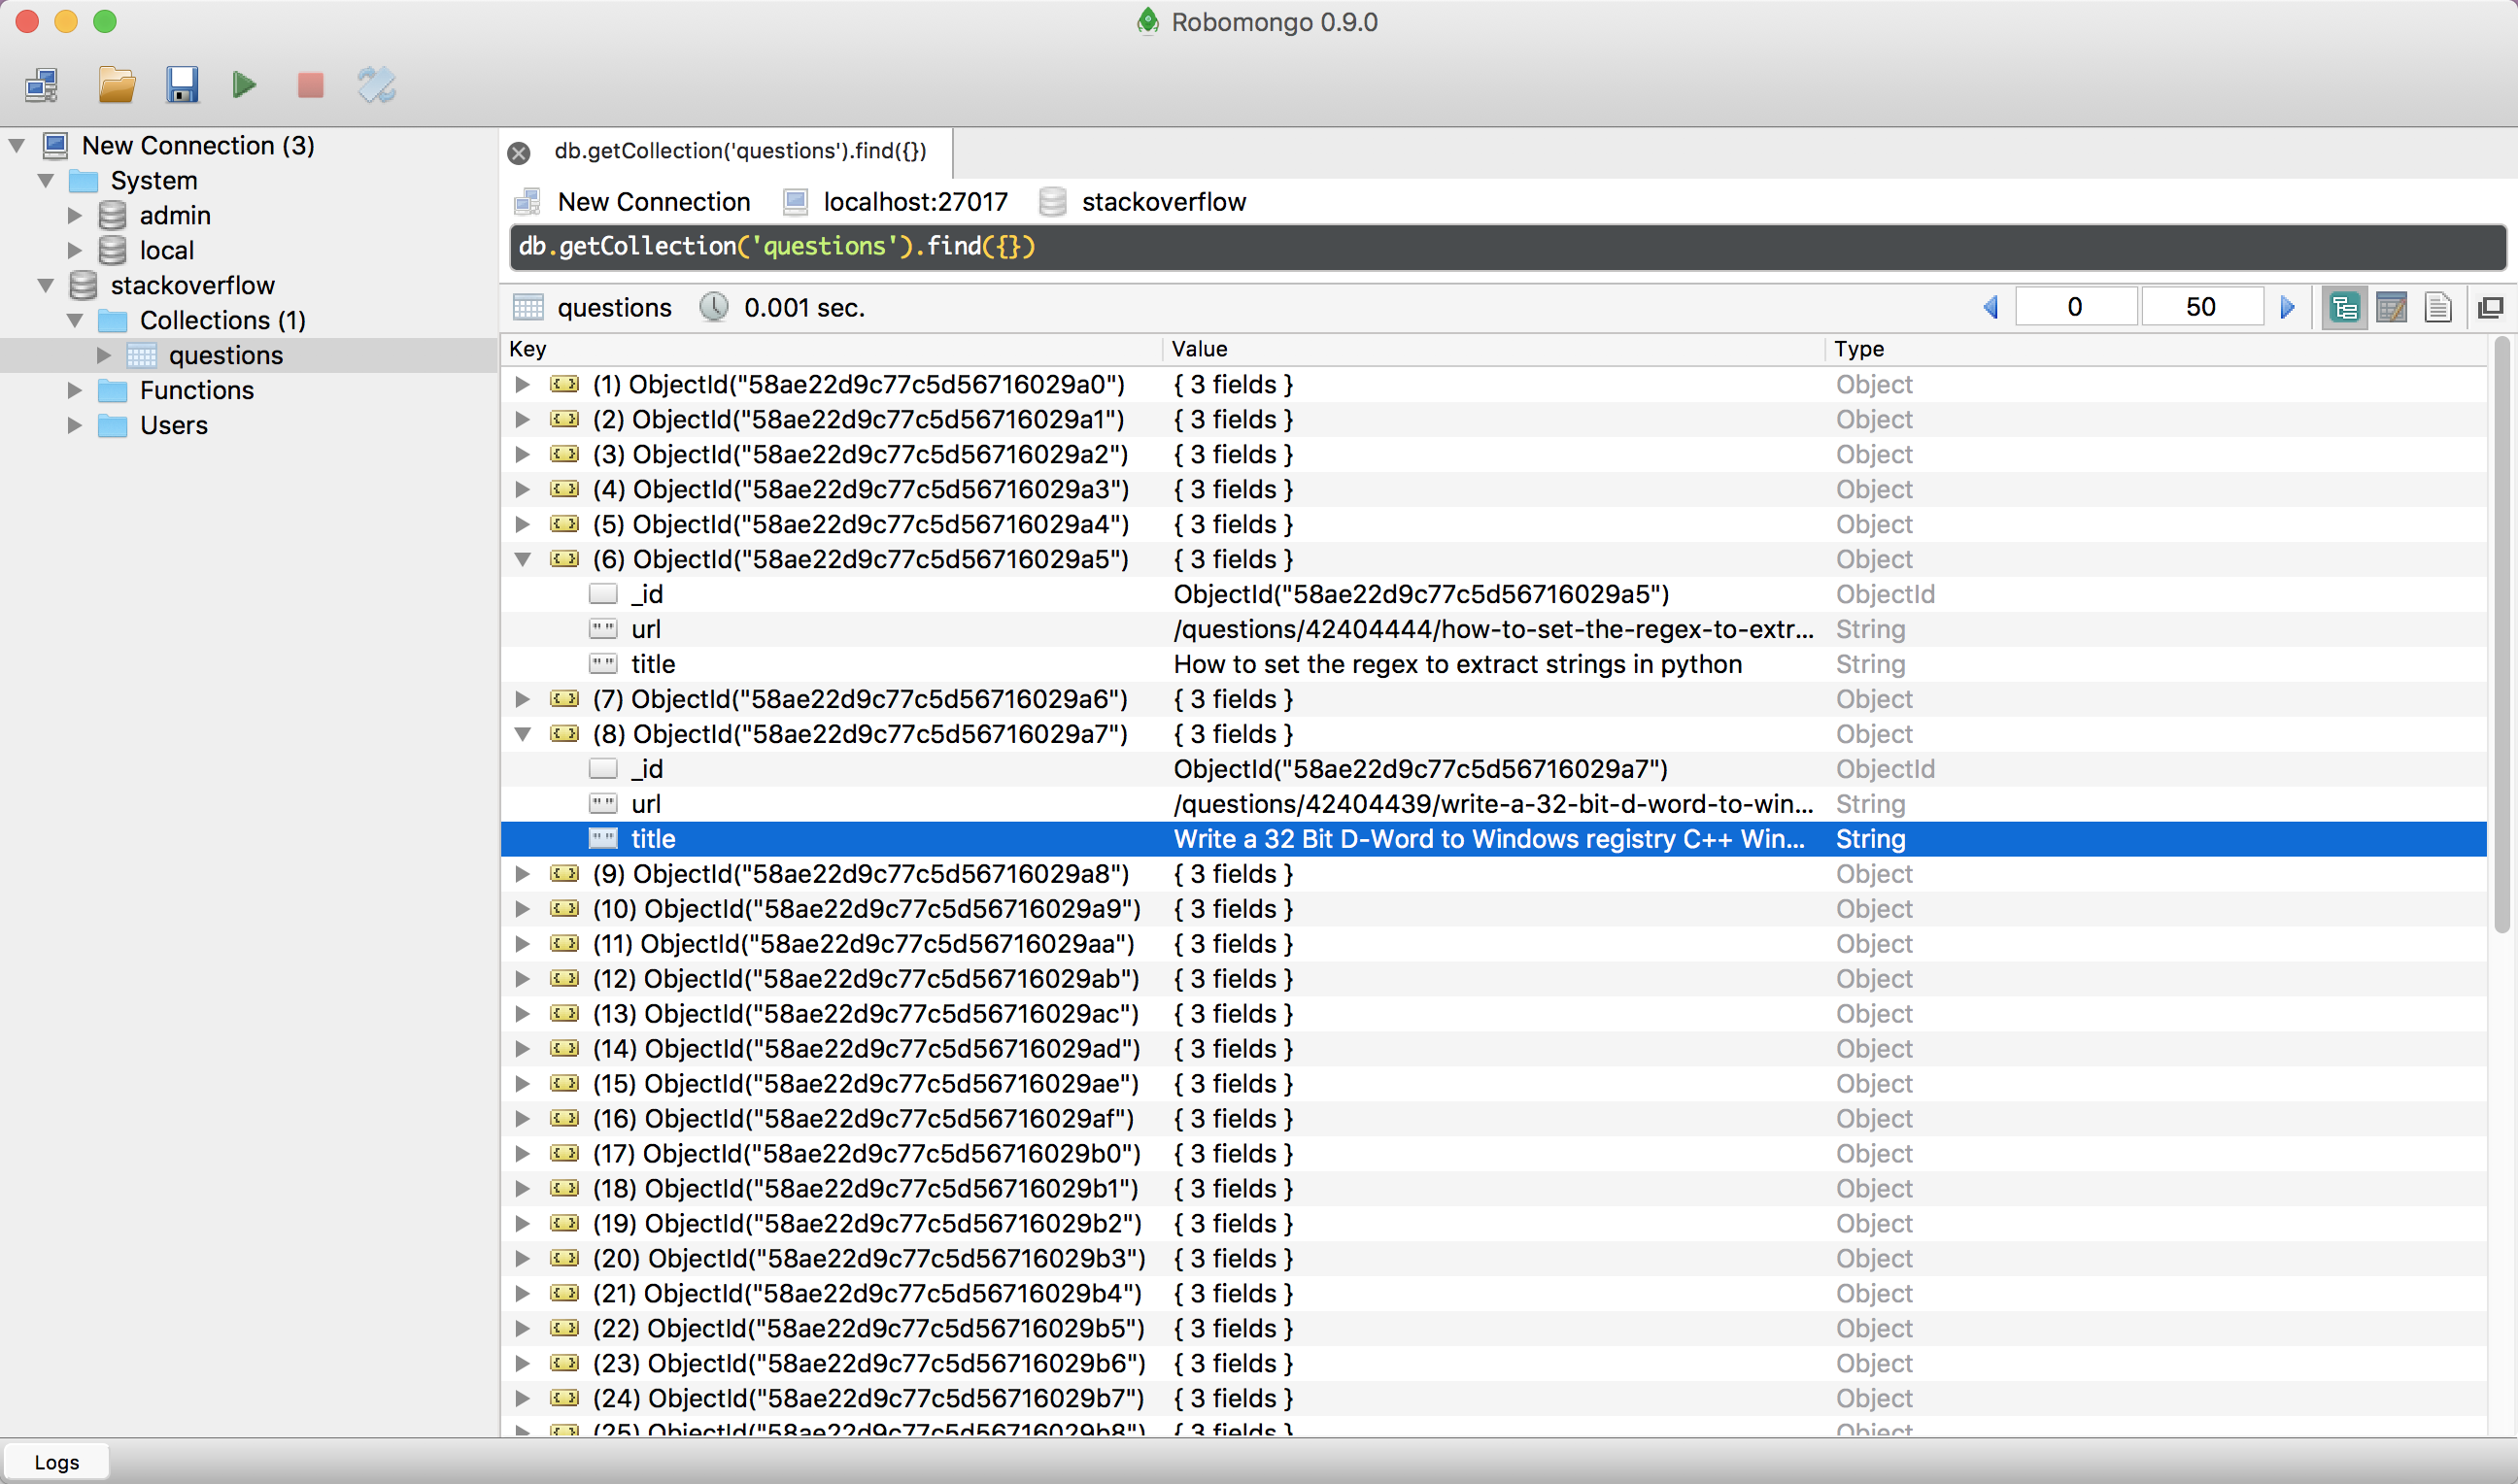 Robomongo 0.9.0
New Connection (3)
System
admin
local
stackoverflow
Collections (1)
questions
Functions
Users
db.getCollection('questions').find({})
New Connection localhost:27017 stackoverflow
db.getCollection('questions').find({})
questions 0.001 sec. 0 50
Key Value Type
(1) ObjectId("58ae22d9c77c5d56716029a0") { 3 fields } Object
(2) ObjectId("58ae22d9c77c5d56716029a1") { 3 fields } Object
(3) ObjectId("58ae22d9c77c5d56716029a2") { 3 fields } Object
(4) ObjectId("58ae22d9c77c5d56716029a3") { 3 fields } Object
(5) ObjectId("58ae22d9c77c5d56716029a4") { 3 fields } Object
(6) ObjectId("58ae22d9c77c5d56716029a5") { 3 fields } Object
_id ObjectId("58ae22d9c77c5d56716029a5") ObjectId
url /questions/42404444/how-to-set-the-regex-to-extr... String
title How to set the regex to extract strings in python String
(7) ObjectId("58ae22d9c77c5d56716029a6") { 3 fields } Object
(8) ObjectId("58ae22d9c77c5d56716029a7") { 3 fields } Object
_id ObjectId("58ae22d9c77c5d56716029a7") ObjectId
url /questions/42404439/write-a-32-bit-d-word-to-win... String
title Write a 32 Bit D-Word to Windows registry C++ Win... String
(9) ObjectId("58ae22d9c77c5d56716029a8") { 3 fields } Object
(10) ObjectId("58ae22d9c77c5d56716029a9") { 3 fields } Object
(11) ObjectId("58ae22d9c77c5d56716029aa") { 3 fields } Object
(12) ObjectId("58ae22d9c77c5d56716029ab") { 3 fields } Object
(13) ObjectId("58ae22d9c77c5d56716029ac") { 3 fields } Object
(14) ObjectId("58ae22d9c77c5d56716029ad") { 3 fields } Object
(15) ObjectId("58ae22d9c77c5d56716029ae") { 3 fields } Object
(16) ObjectId("58ae22d9c77c5d56716029af") { 3 fields } Object
(17) ObjectId("58ae22d9c77c5d56716029b0") { 3 fields } Object
(18) ObjectId("58ae22d9c77c5d56716029b1") { 3 fields } Object
(19) ObjectId("58ae22d9c77c5d56716029b2") { 3 fields } Object
(20) ObjectId("58ae22d9c77c5d56716029b3") { 3 fields } Object
(21) ObjectId("58ae22d9c77c5d56716029b4") { 3 fields } Object
(22) ObjectId("58ae22d9c77c5d56716029b5") { 3 fields } Object
(23) ObjectId("58ae22d9c77c5d56716029b6") { 3 fields } Object
(24) ObjectId("58ae22d9c77c5d56716029b7") { 3 fields } Object
(25) ObjectId("58ae22d9c77c5d56716029b8") { 3 fields } Object
Logs